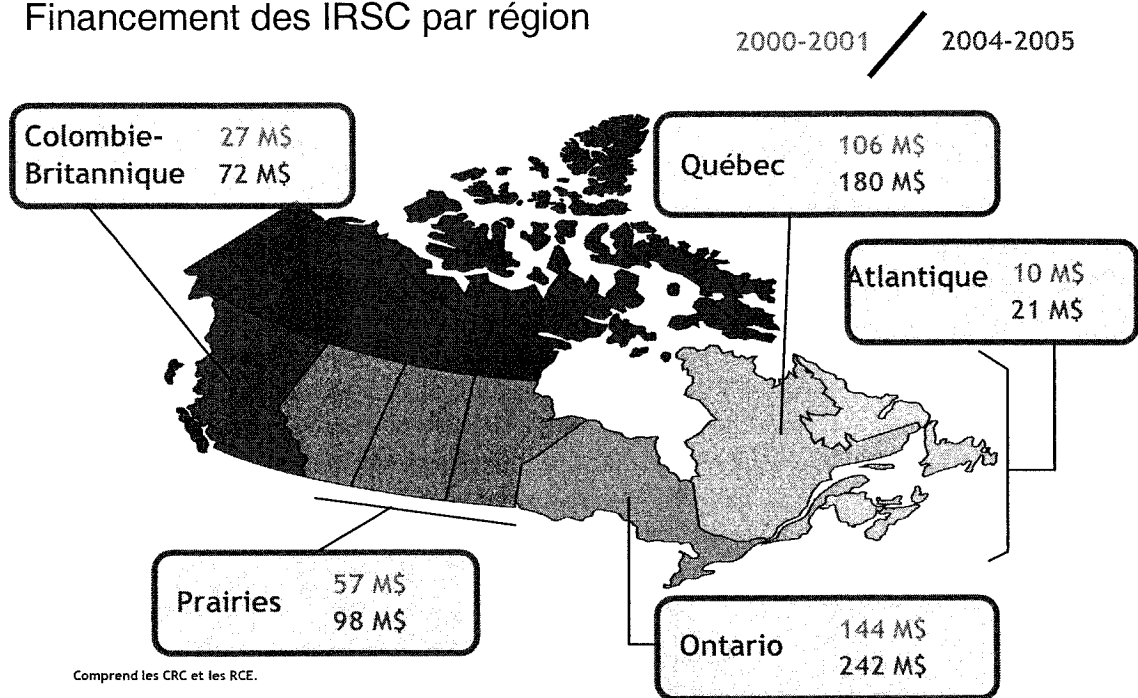 Financement des IRSC par région
2000-2001 / 2004-2005
Colombie- 27 M$
Britannique 72 M$
Québec
106 M$
180 M$
Atlantique 10 M$
21 M$
Prairies
57 M$
98 M$
Ontario
144 M$
242 M$
Comprend les CRC et les RCE.